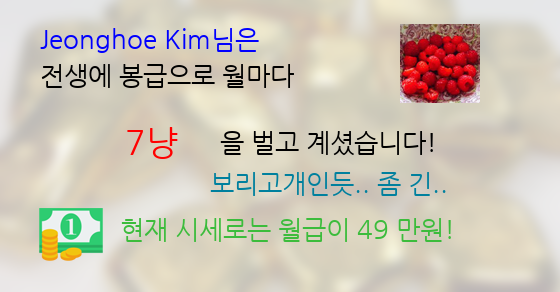 Jeonghoe Kim님은
전생에 봉급으로 월마다
7냥 을 벌고 계셨습니다!
보리고개인듯.. 좀 긴..
1
현재 시세로는 월급이 49 만원!